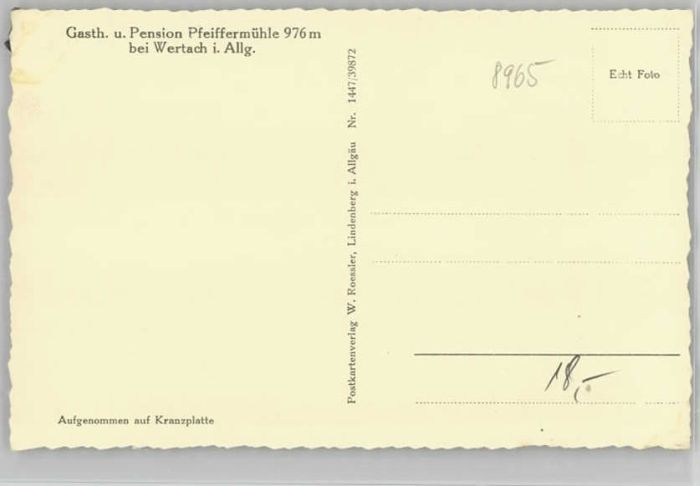 Gasth. u. Pension Pfeiffermühle 976 m
bei Wertach i. Allg.
Aufgenommen auf Kranzplatte
Postkartenverlag W. Roessler, Lindenberg i. Allgäu Nr. 1447/39872
8965
Echt Foto
18,-